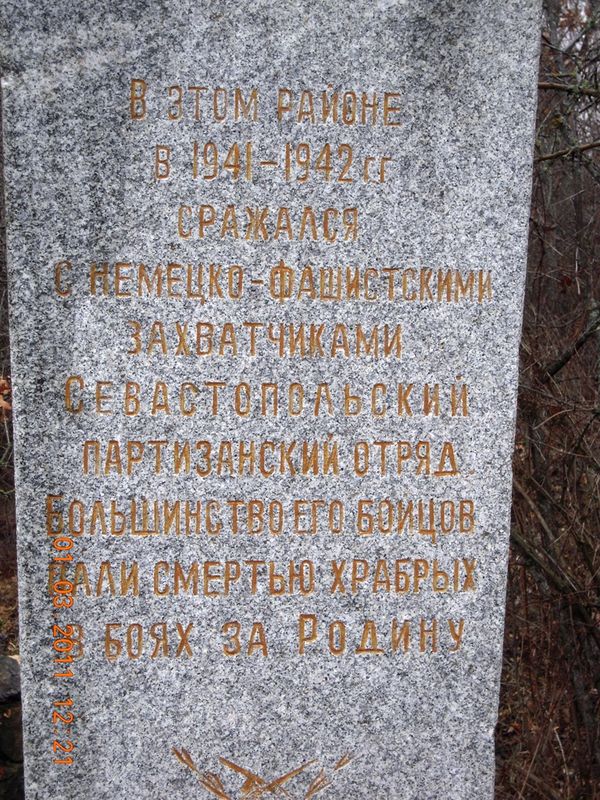 В этом районе
в 1941-1942 гг
сражался
с немецко-фашистскими
захватчиками
Севастопольский
партизанский отряд.
Большинство его бойцов
пали смертью храбрых
в боях за Родину
01 03 2011 12 21